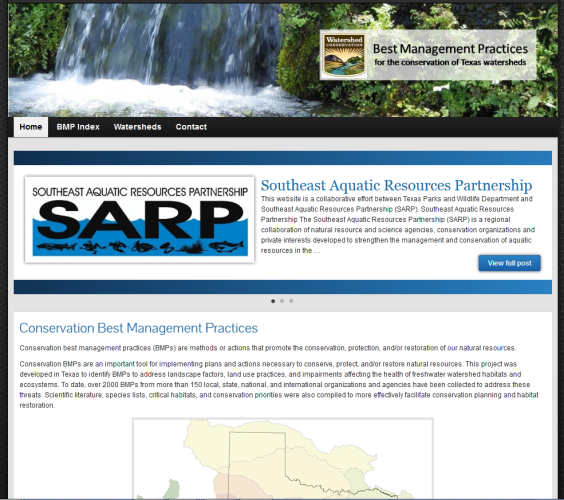 Watershed
CONSERVATION
Best Management Practices
for the conservation of Texas watersheds
Home BMP Index Watersheds Contact
SOUTHEAST AQUATIC RESOURCES PARTNERSHIP
SARP
Southeast Aquatic Resources Partnership
This website is a collaborative effort between Texas Parks and Wildlife Department and
Southeast Aquatic Resources Partnership (SARP). Southeast Aquatic Resources
Partnership The Southeast Aquatic Resources Partnership (SARP) is a regional
collaboration of natural resource and science agencies, conservation organizations and
private interests developed to strengthen the management and conservation of aquatic
resources in the ...
View full post
Conservation Best Management Practices
Conservation best management practices (BMPs) are methods or actions that promote the conservation, protection, and/or restoration of our natural resources.
Conservation BMPs are an important tool for implementing plans and actions necessary to conserve, protect, and/or restore natural resources. This project was
developed in Texas to identify BMPs to address landscape factors, land use practices, and impairments affecting the health of freshwater watershed habitats and
ecosystems. To date, over 2000 BMPs from more than 150 local, state, national, and international organizations and agencies have been collected to address these
threats. Scientific literature, species lists, critical habitats, and conservation priorities were also compiled to more effectively facilitate conservation planning and habitat
restoration.